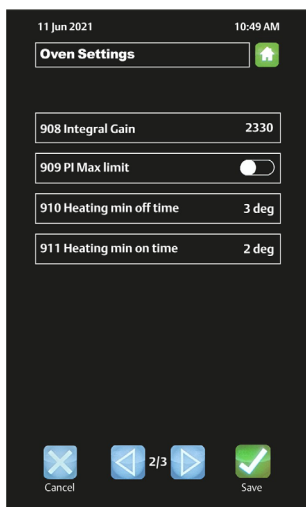 11 Jun 2021 10:49 AM
Oven Settings
908 Integral Gain 2330
909 PI Max limit
910 Heating min off time 3 deg
911 Heating min on time 2 deg
2/3
Cancel Save